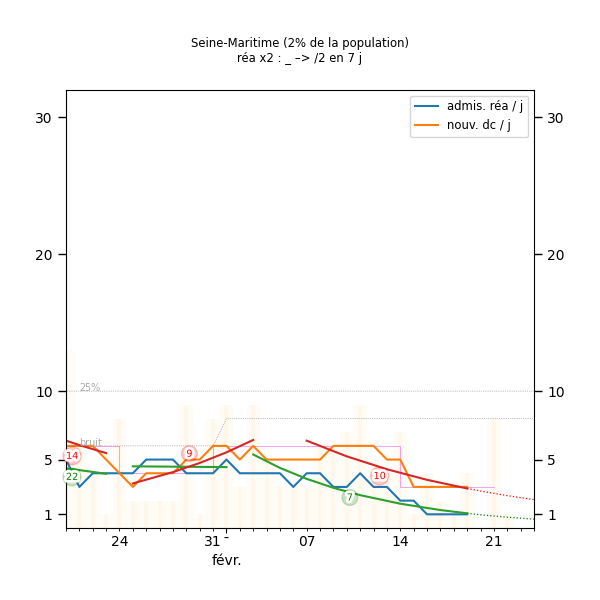 Seine-Maritime (2% de la population)
réa x2 : _ –> /2 en 7 j
admis. réa / j
nouv. dc / j
30 30
20 20
10 10
25%
bruit
5 5
14
9
22
10
7
1 1
24 31 - 07 14 21
févr.